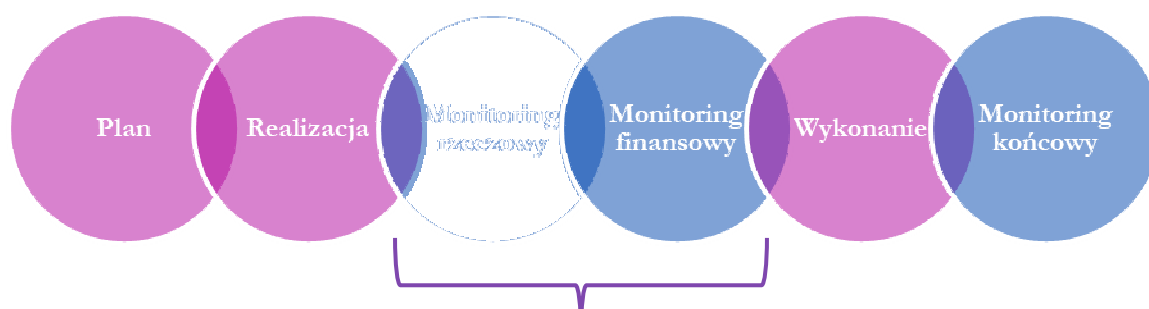 Plan
Realizacja
Monitoring
rzeczowy
Monitoring
finansowy
Wykonanie
Monitoring
końcowy